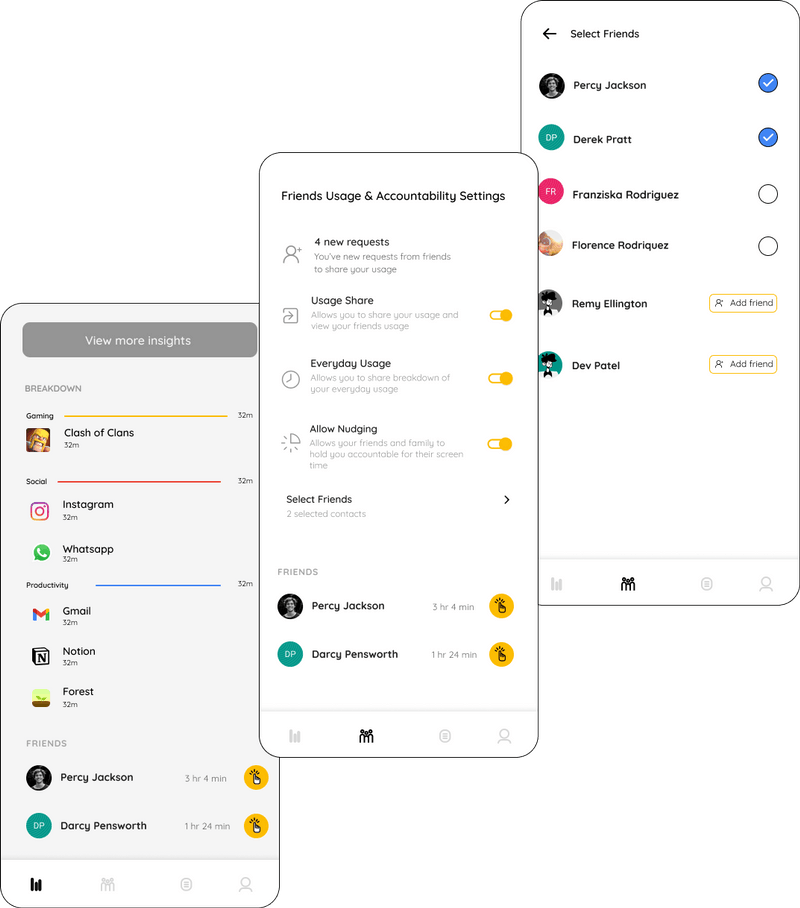 View more insights
BREAKDOWN
Gaming
32m
Clash of Clans
32m
Social
32m
Instagram
32m
Whatsapp
32m
Productivity
32m
Gmail
32m
Notion
32m
Forest
32m
FRIENDS
Percy Jackson
3 hr 4 min
DP
Darcy Pensworth
1 hr 24 min
Friends Usage & Accountability Settings
4 new requests
You've new requests from friends
to share your usage
Usage Share
Allows you to share your usage and
view your friends usage
Everyday Usage
Allows you to share breakdown of
your everyday usage
Allow Nudging
Allows your friends and family to
hold you accountable for their screen
time
Select Friends
2 selected contacts
FRIENDS
Percy Jackson
3 hr 4 min
DP
Darcy Pensworth
1 hr 24 min
Select Friends
Percy Jackson
DP
Derek Pratt
FR
Franziska Rodriguez
Florence Rodriquez
Remy Ellington
Add friend
Dev Patel
Add friend